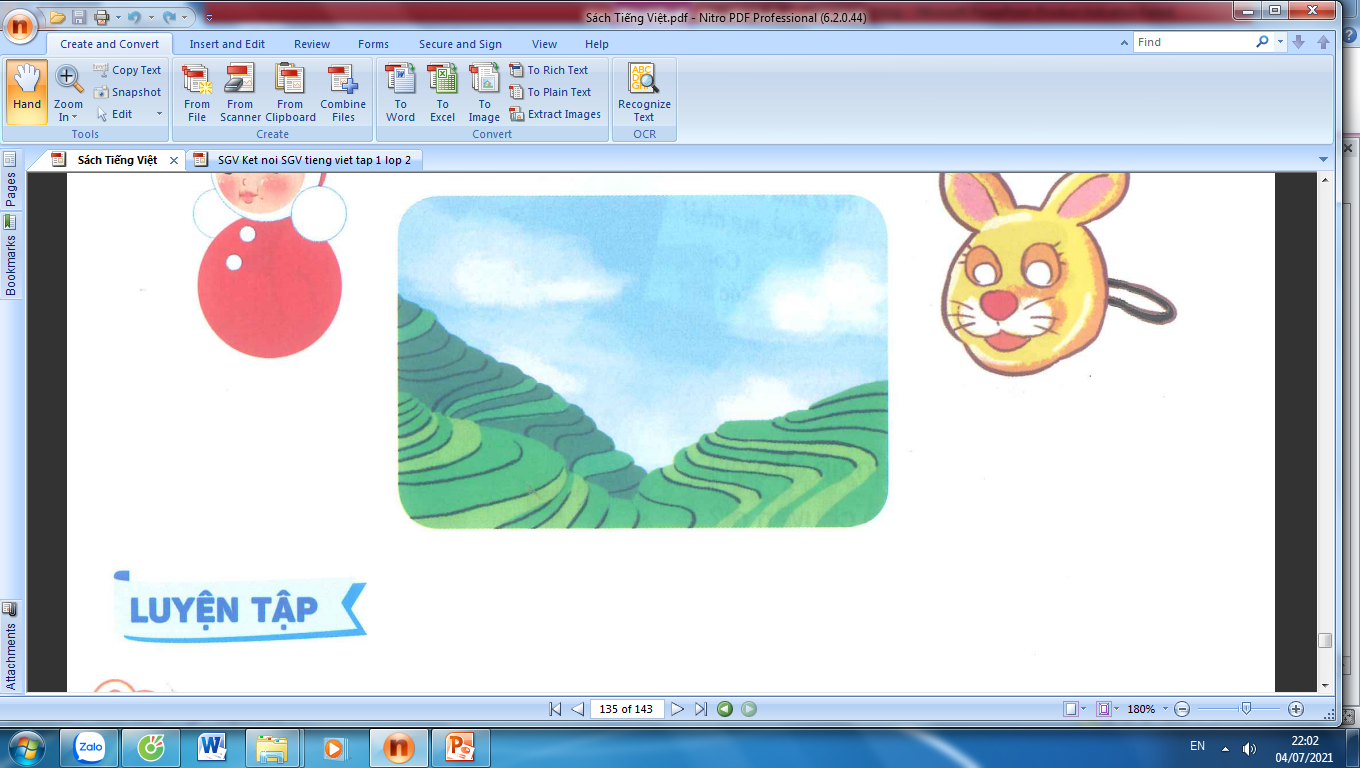 Sách Tiếng Việt.pdf - Nitro PDF Professional (6.2.0.44)
Create and Convert Insert and Edit Review Forms Secure and Sign View Help
Find
Hand
Zoom In
Copy Text
Snapshot
Edit
Tools
From File
From Scanner
From Clipboard
Combine Files
Create
To Word
To Excel
To Image
To Rich Text
To Plain Text
Extract Images
Convert
Recognize Text
OCR
Sách Tiếng Việt
SGV Ket noi SGV tieng viet tap 1 lop 2
Pages
Bookmarks
Attachments
LUYỆN TẬP
135 of 143
180%
Zalo
EN
22:02
04/07/2021